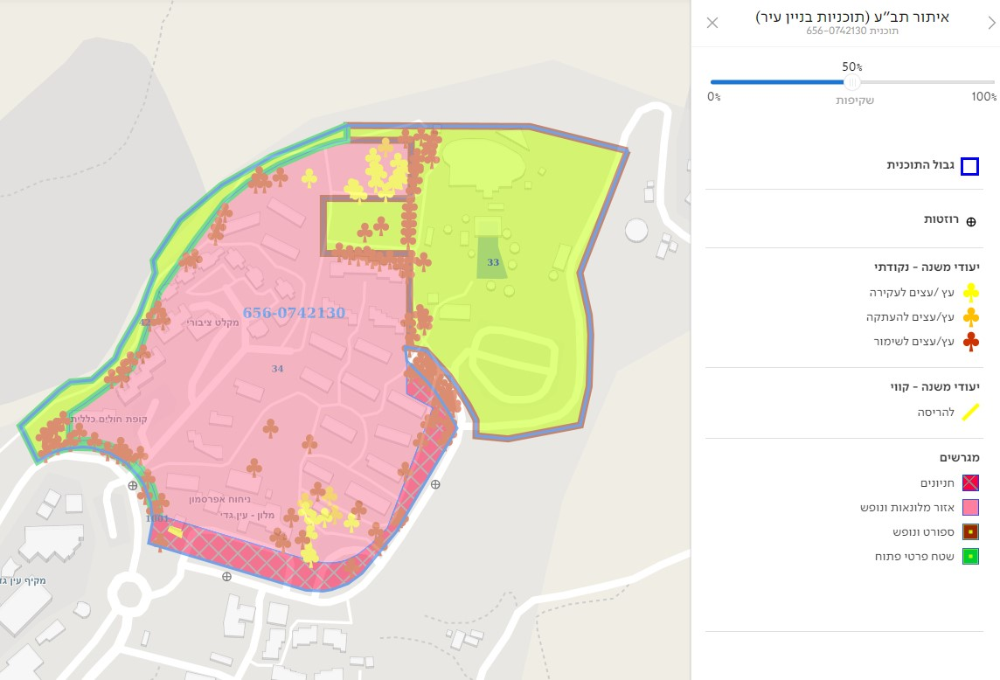 איתור תב"ע (תוכניות בניין עיר)
תוכנית 656-0742130
50%
0%
100%
שקיפות
גבול התוכנית
רוזטות
יעודי משנה - נקודתי
עץ /עצים לעקירה
עץ/עצים להעתקה
עץ/עצים לשימור
יעודי משנה - קווי
להריסה
מגרשים
חניונים
אזור מלונאות ונופש
ספורט ונופש
שטח פרטי פתוח
33
656-0742130
מקלט ציבורי
34
קופת חולים כללית
ניחוח אפרסמון
מלון - עין גדי
מקיף עין